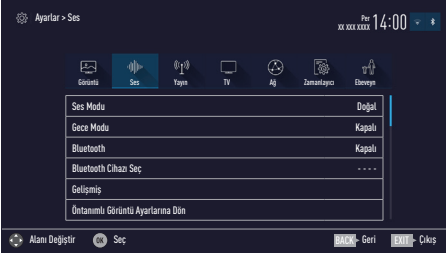 Ayarlar > Ses
Per
xx xxx xxxx 14:00
Görüntü Ses Yayın TV Ağ Zamanlayıcı Ebeveyn
Ses Modu Doğal
Gece Modu Kapalı
Bluetooth Kapalı
Bluetooth Cihazı Seç ----
Gelişmiş
Öntanımlı Görüntü Ayarlarına Dön
Alanı Değiştir OK Seç BACK Geri EXIT Çıkış